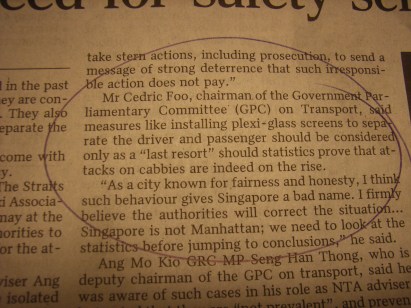 eed for safety sc
l in the past
ey are con-
. They also
eparate the
come with
y.
The Straits
i Associa-
nay at the
orities to
or the at-
viser Ang
isolated
take stern actions, including prosecution, to send a
message of strong deterrence that such irresponsi-
ble action does not pay.”
Mr Cedric Foo, chairman of the Government Par-
liamentary Committee (GPC) on Transport, said
measures like installing plexi-glass screens to sepa-
rate the driver and passenger should be considered
only as a “last resort” should statistics prove that at-
tacks on cabbies are indeed on the rise.
“As a city known for fairness and honesty, I think
such behaviour gives Singapore a bad name. I firmly
believe the authorities will correct the situation...
Singapore is not Manhattan; we need to look at the
statistics before jumping to conclusions,” he said.
Ang Mo Kio GRC MP Seng Han Thong, who is
deputy chairman of the GPC on transport, said he
was aware of such cases in his role as NTA adviser
“not prevalent”, and preven